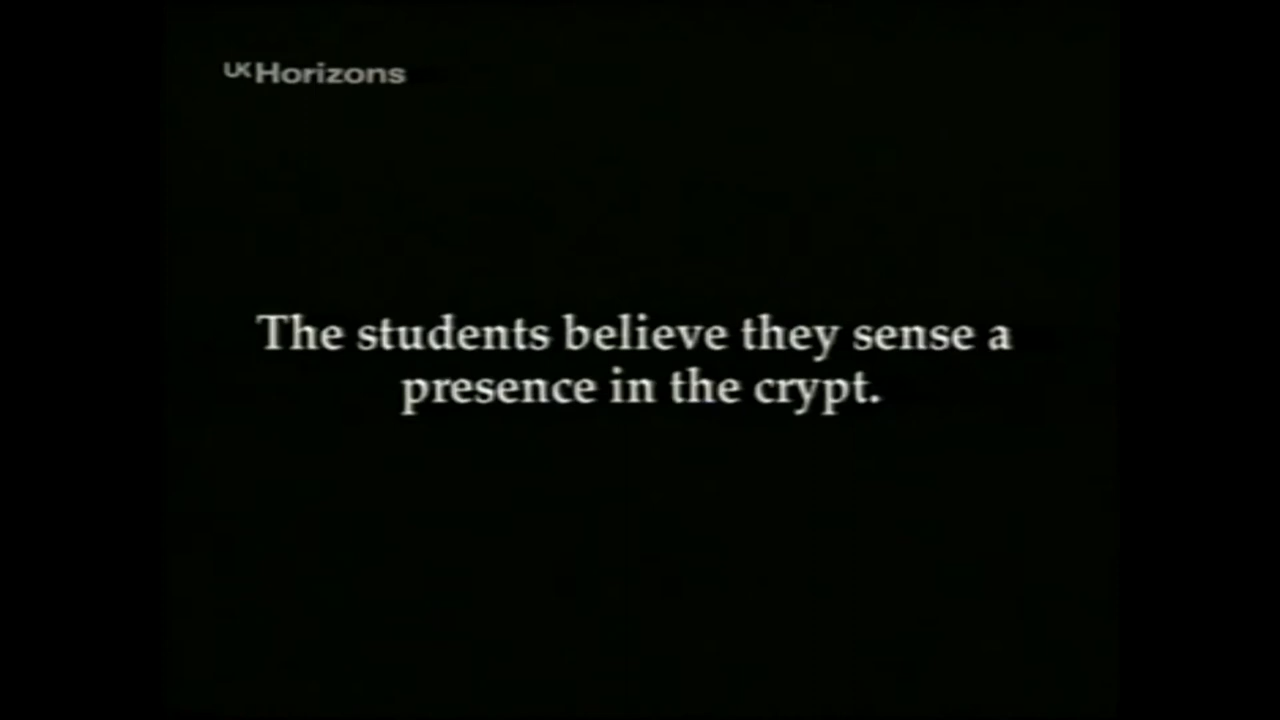 UKHorizons
The students believe they sense a
presence in the crypt.